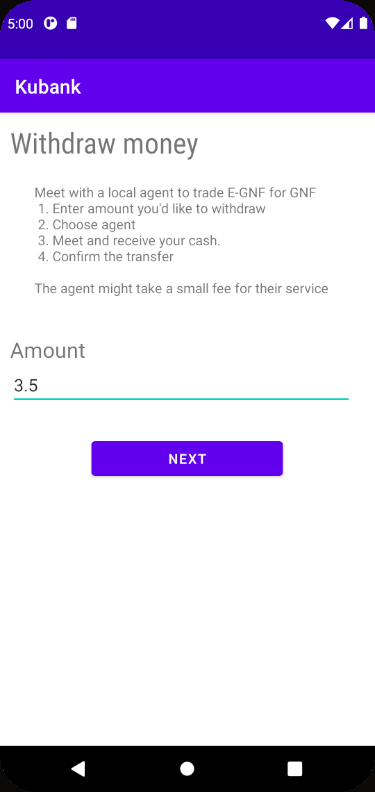 5:00
Kubank
Withdraw money
Meet with a local agent to trade E-GNF for GNF
1. Enter amount you'd like to withdraw
2. Choose agent
3. Meet and receive your cash.
4. Confirm the transfer
The agent might take a small fee for their service
Amount
3.5
NEXT